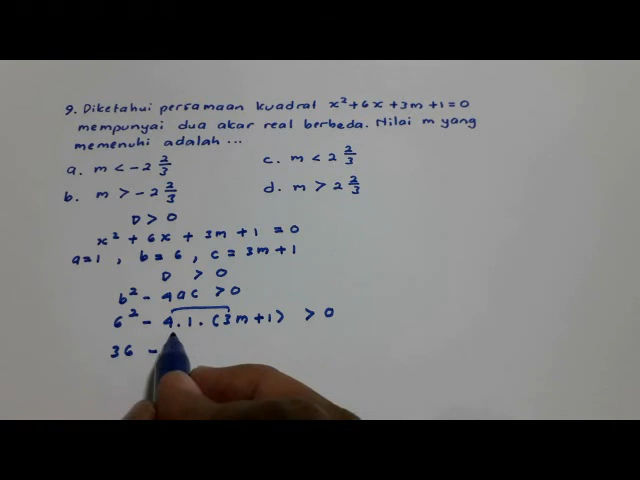 9. Diketahui persamaan kuadrat x²+6x+3m+1=0
mempunyai dua akar real berbeda. Nilai m yang
memenuhi adalah ...
a. m < -2 2/3
c. m < 2 2/3
b. m > -2 2/3
d. m > 2 2/3
D > 0
x² + 6x + 3m + 1 = 0
a=1 , b=6 , c = 3m+1
D > 0
b² - 4ac > 0
6² - 4.1.(3m+1) > 0
36 -